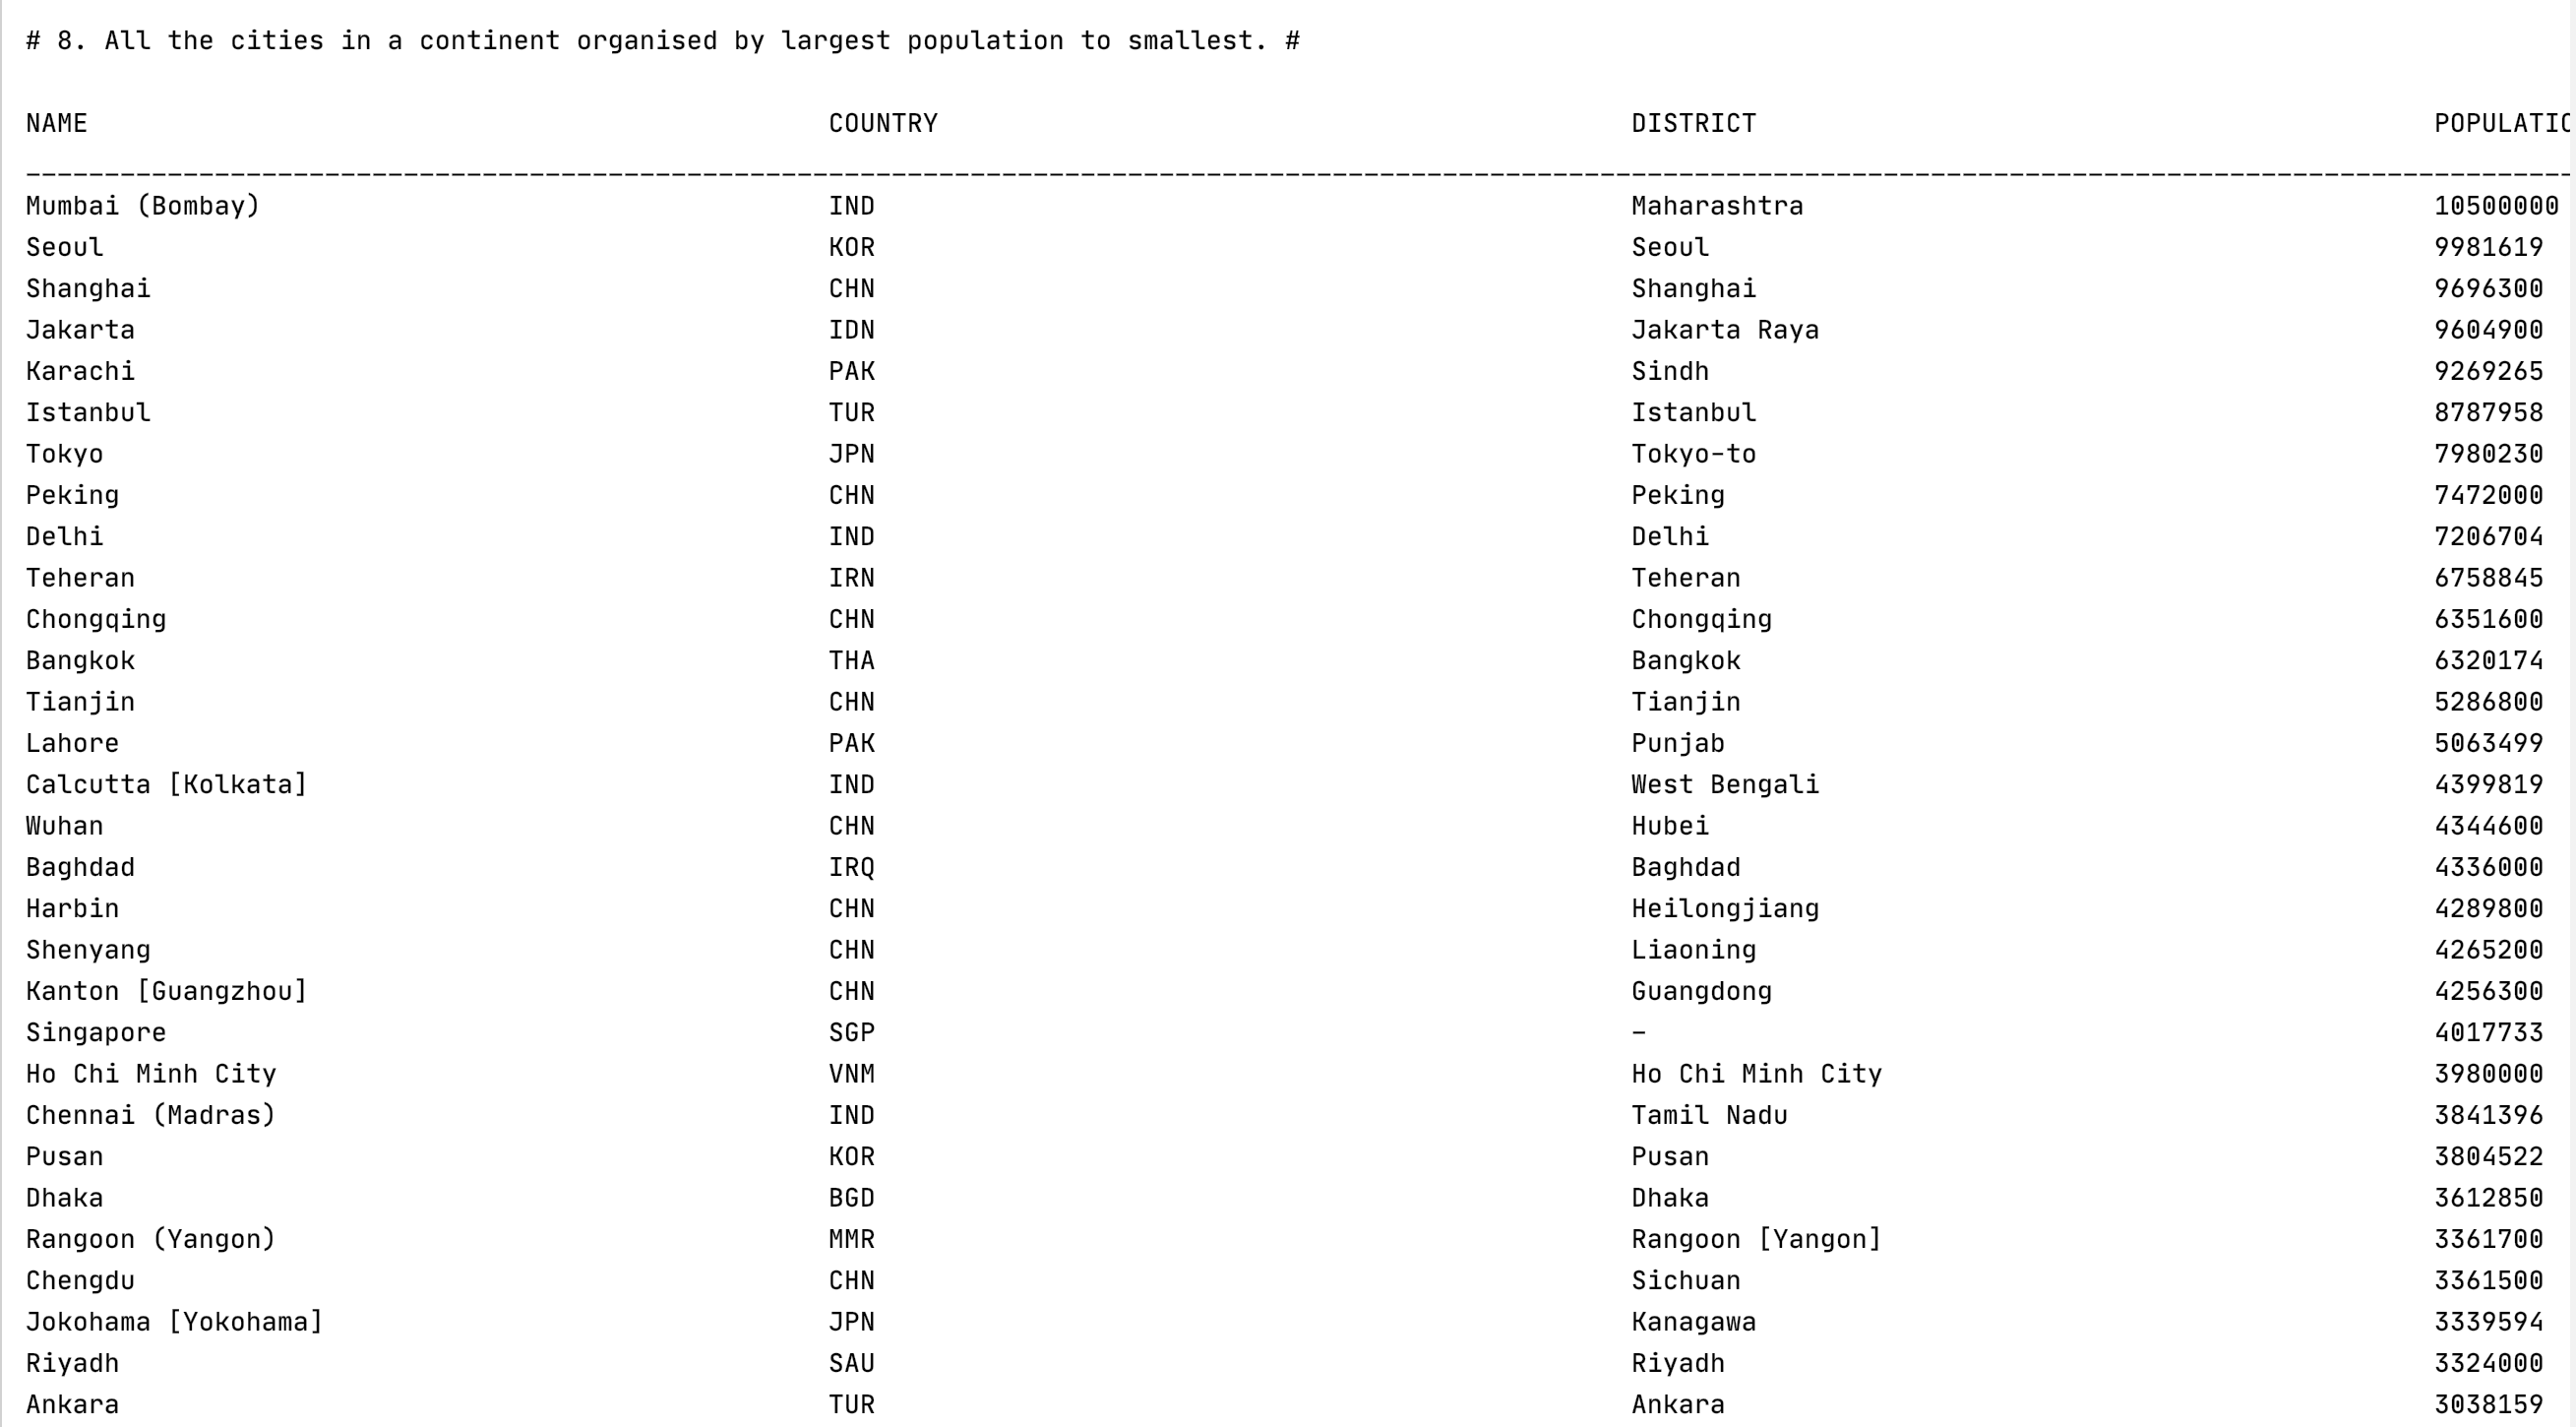 # 8. All the cities in a continent organised by largest population to smallest. #
NAME COUNTRY DISTRICT POPULATIO
Mumbai (Bombay) IND Maharashtra 10500000
Seoul KOR Seoul 9981619
Shanghai CHN Shanghai 9696300
Jakarta IDN Jakarta Raya 9604900
Karachi PAK Sindh 9269265
Istanbul TUR Istanbul 8787958
Tokyo JPN Tokyo-to 7980230
Peking CHN Peking 7472000
Delhi IND Delhi 7206704
Teheran IRN Teheran 6758845
Chongqing CHN Chongqing 6351600
Bangkok THA Bangkok 6320174
Tianjin CHN Tianjin 5286800
Lahore PAK Punjab 5063499
Calcutta [Kolkata] IND West Bengali 4399819
Wuhan CHN Hubei 4344600
Baghdad IRQ Baghdad 4336000
Harbin CHN Heilongjiang 4289800
Shenyang CHN Liaoning 4265200
Kanton [Guangzhou] CHN Guangdong 4256300
Singapore SGP – 4017733
Ho Chi Minh City VNM Ho Chi Minh City 3980000
Chennai (Madras) IND Tamil Nadu 3841396
Pusan KOR Pusan 3804522
Dhaka BGD Dhaka 3612850
Rangoon (Yangon) MMR Rangoon [Yangon] 3361700
Chengdu CHN Sichuan 3361500
Jokohama [Yokohama] JPN Kanagawa 3339594
Riyadh SAU Riyadh 3324000
Ankara TUR Ankara 3038159